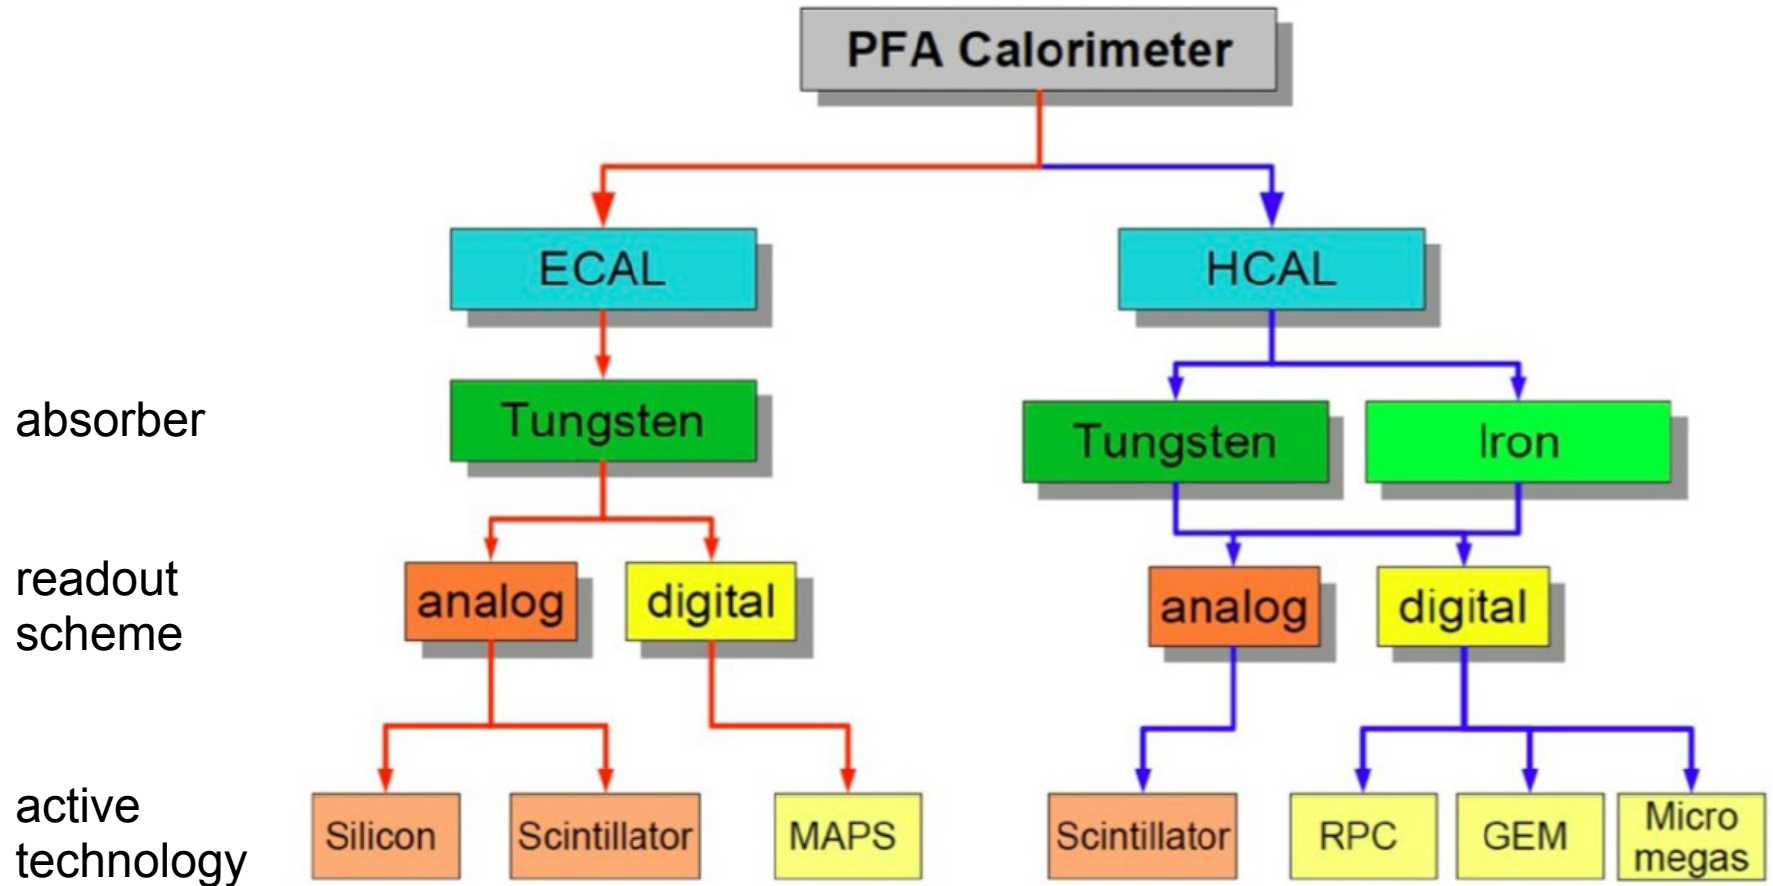 PFA Calorimeter
ECAL
HCAL
absorber
Tungsten
Tungsten
Iron
readout
scheme
analog
digital
analog
digital
active
technology
Silicon
Scintillator
MAPS
Scintillator
RPC
GEM
Micro
megas